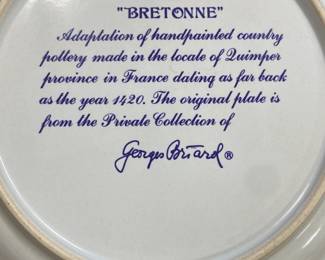 "BRETONNE"
Adaptation of handpainted country
pottery made in the locale of Quimper
province in France dating as far back
as the year 1420. The original plate is
from the Private Collection of
Georges Briard®